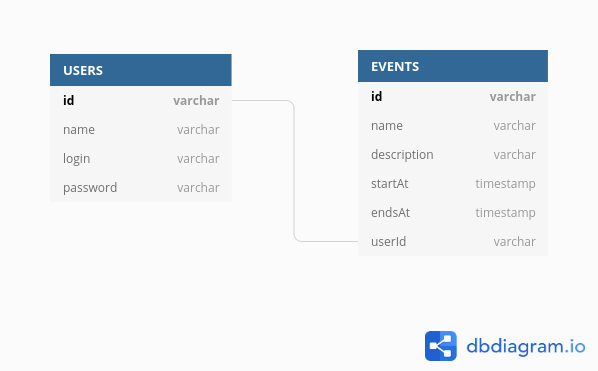 USERS
id varchar
name varchar
login varchar
password varchar
EVENTS
id varchar
name varchar
description varchar
startAt timestamp
endsAt timestamp
userId varchar
dbdiagram.io